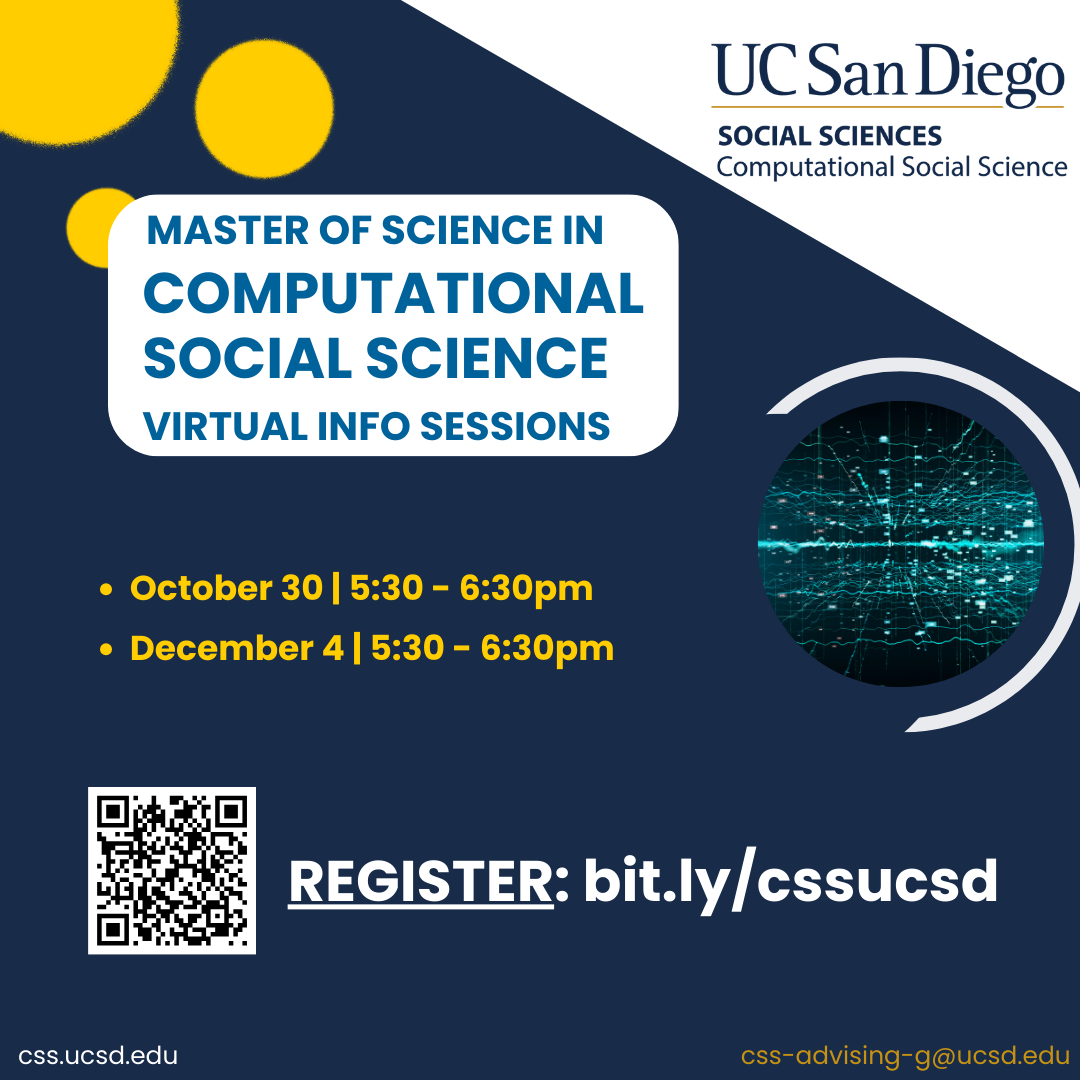 UC San Diego
SOCIAL SCIENCES
Computational Social Science
MASTER OF SCIENCE IN
COMPUTATIONAL
SOCIAL SCIENCE
VIRTUAL INFO SESSIONS
• October 30 | 5:30 - 6:30pm
• December 4 | 5:30 - 6:30pm
REGISTER: bit.ly/cssucsd
css.ucsd.edu
css-advising-g@ucsd.edu